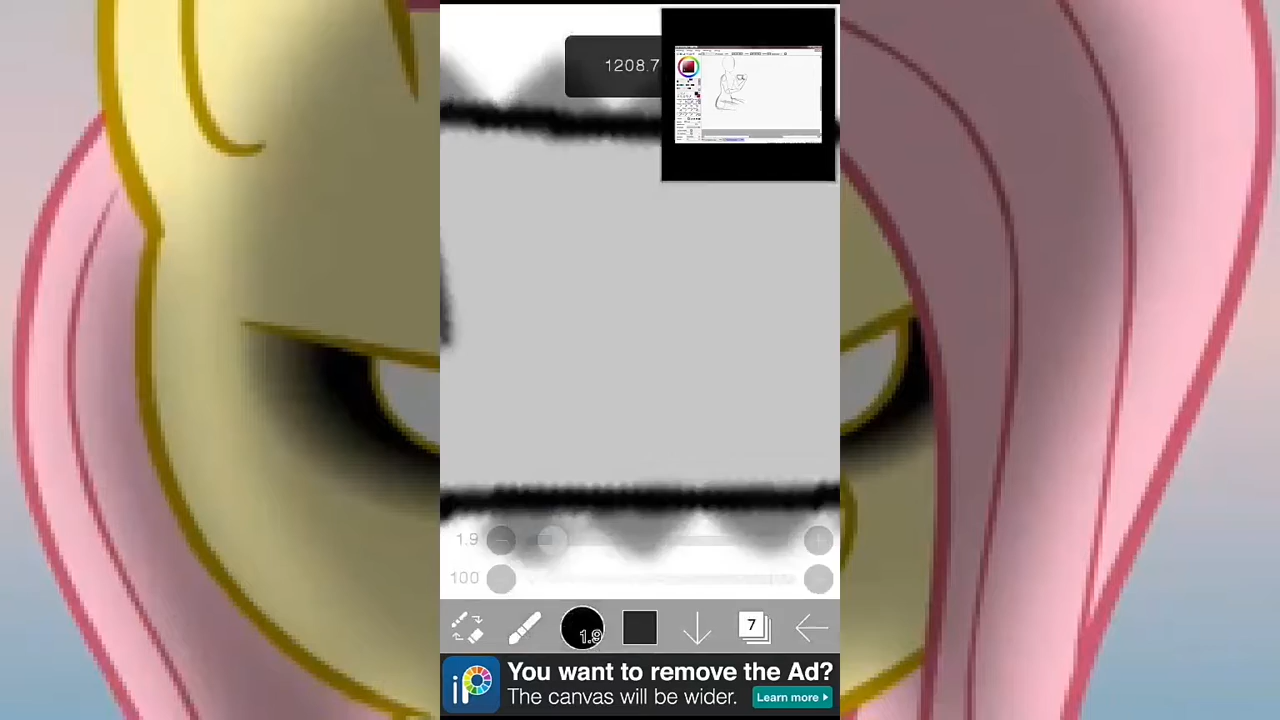 1208.7
1.9
100
1.9
7
iP
You want to remove the Ad?
The canvas will be wider.
Learn more